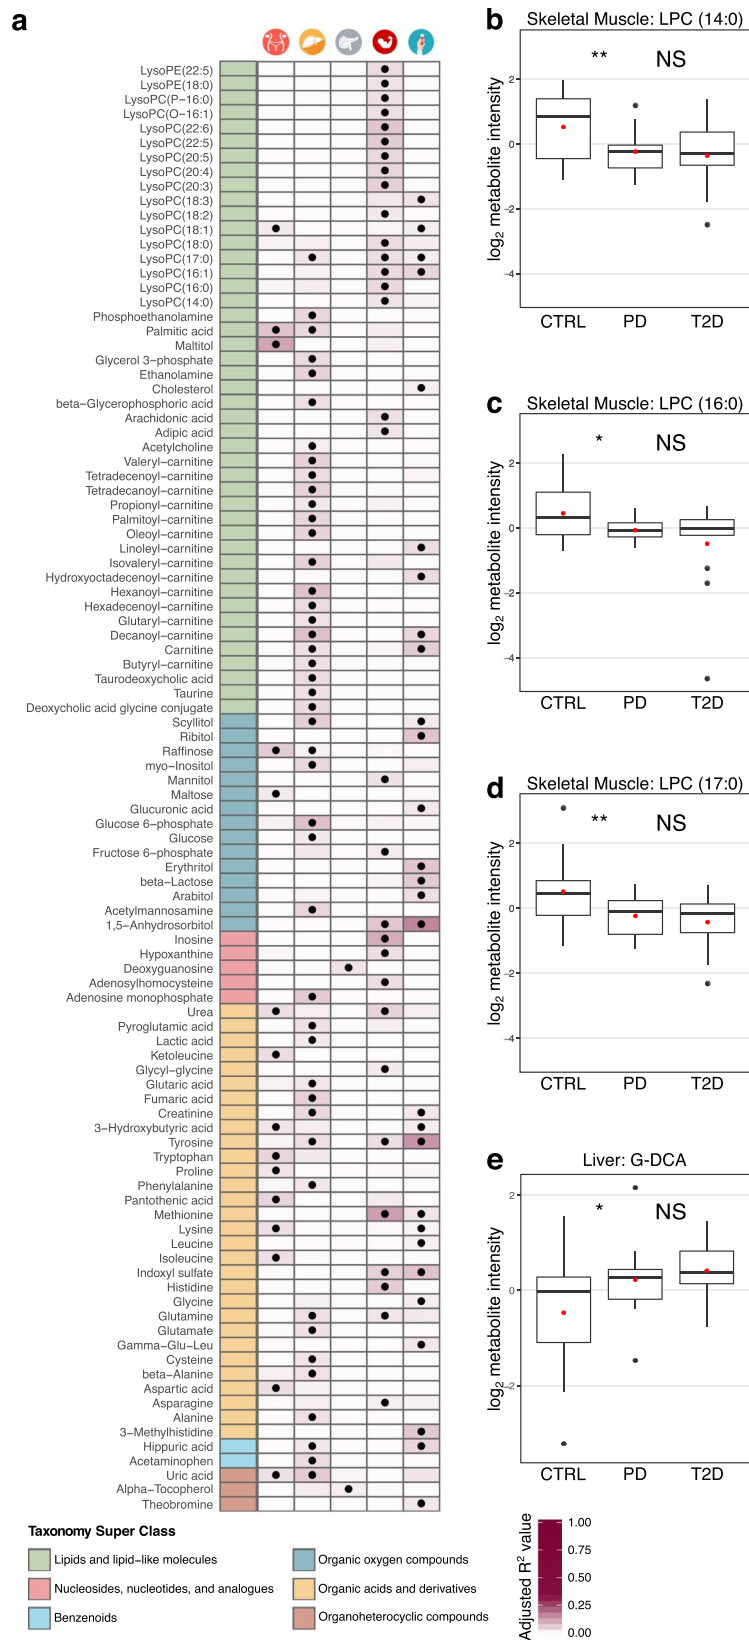 a
LysoPE(22:5)
LysoPE(18:0)
LysoPC(P−16:0)
LysoPC(O−16:1)
LysoPC(22:6)
LysoPC(22:5)
LysoPC(20:5)
LysoPC(20:4)
LysoPC(20:3)
LysoPC(18:3)
LysoPC(18:2)
LysoPC(18:1)
LysoPC(18:0)
LysoPC(17:0)
LysoPC(16:1)
LysoPC(16:0)
LysoPC(14:0)
Phosphoethanolamine
Palmitic acid
Maltitol
Glycerol 3−phosphate
Ethanolamine
Cholesterol
beta−Glycerophosphoric acid
Arachidonic acid
Adipic acid
Acetylcholine
Valeryl−carnitine
Tetradecenoyl−carnitine
Tetradecanoyl−carnitine
Propionyl−carnitine
Palmitoyl−carnitine
Oleoyl−carnitine
Linoleyl−carnitine
Isovaleryl−carnitine
Hydroxyoctadecenoyl−carnitine
Hexanoyl−carnitine
Hexadecenoyl−carnitine
Glutaryl−carnitine
Decanoyl−carnitine
Carnitine
Butyryl−carnitine
Taurodeoxycholic acid
Taurine
Deoxycholic acid glycine conjugate
Scyllitol
Ribitol
Raffinose
myo−Inositol
Mannitol
Maltose
Glucuronic acid
Glucose 6−phosphate
Glucose
Fructose 6−phosphate
Erythritol
beta−Lactose
Arabitol
Acetylmannosamine
1,5−Anhydrosorbitol
Inosine
Hypoxanthine
Deoxyguanosine
Adenosylhomocysteine
Adenosine monophosphate
Urea
Pyroglutamic acid
Lactic acid
Ketoleucine
Glycyl−glycine
Glutaric acid
Fumaric acid
Creatinine
3−Hydroxybutyric acid
Tyrosine
Tryptophan
Proline
Phenylalanine
Pantothenic acid
Methionine
Lysine
Leucine
Isoleucine
Indoxyl sulfate
Histidine
Glycine
Glutamine
Glutamate
Gamma−Glu−Leu
Cysteine
beta−Alanine
Aspartic acid
Asparagine
Alanine
3−Methylhistidine
Hippuric acid
Acetaminophen
Uric acid
Alpha−Tocopherol
Theobromine
Taxonomy Super Class
Lipids and lipid−like molecules
Nucleosides, nucleotides, and analogues
Benzenoids
Organic oxygen compounds
Organic acids and derivatives
Organoheterocyclic compounds
Adjusted R² value
1.00
0.75
0.50
0.25
0.00
b
Skeletal Muscle: LPC (14:0)
** NS
log₂ metabolite intensity
2
0
−2
−4
CTRL PD T2D
c
Skeletal Muscle: LPC (16:0)
* NS
log₂ metabolite intensity
2
0
−2
−4
CTRL PD T2D
d
Skeletal Muscle: LPC (17:0)
** NS
log₂ metabolite intensity
2
0
−2
−4
CTRL PD T2D
e
Liver: G-DCA
* NS
log₂ metabolite intensity
2
0
−2
CTRL PD T2D